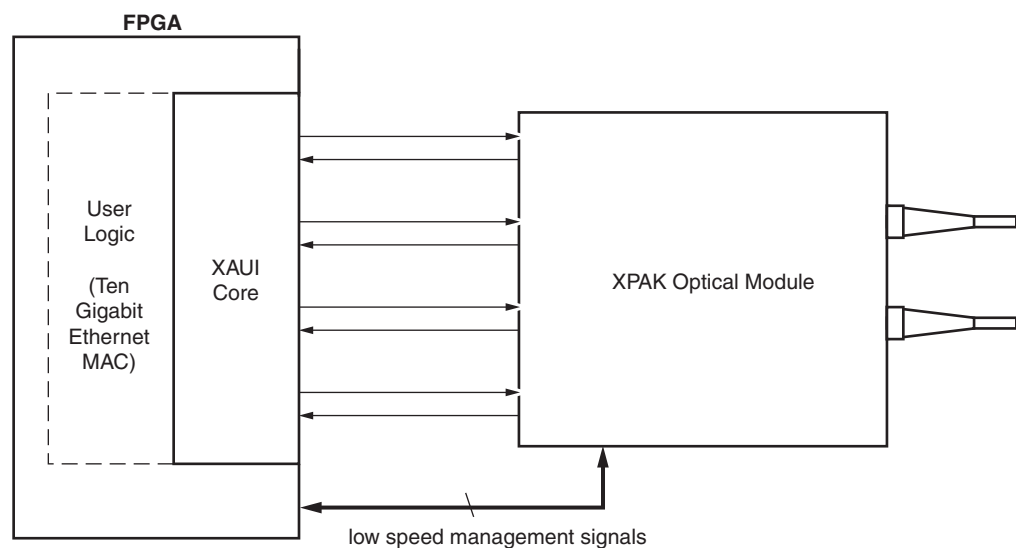 FPGA
User
Logic
(Ten
Gigabit
Ethernet
MAC)
XAUI
Core
XPAK Optical Module
low speed management signals